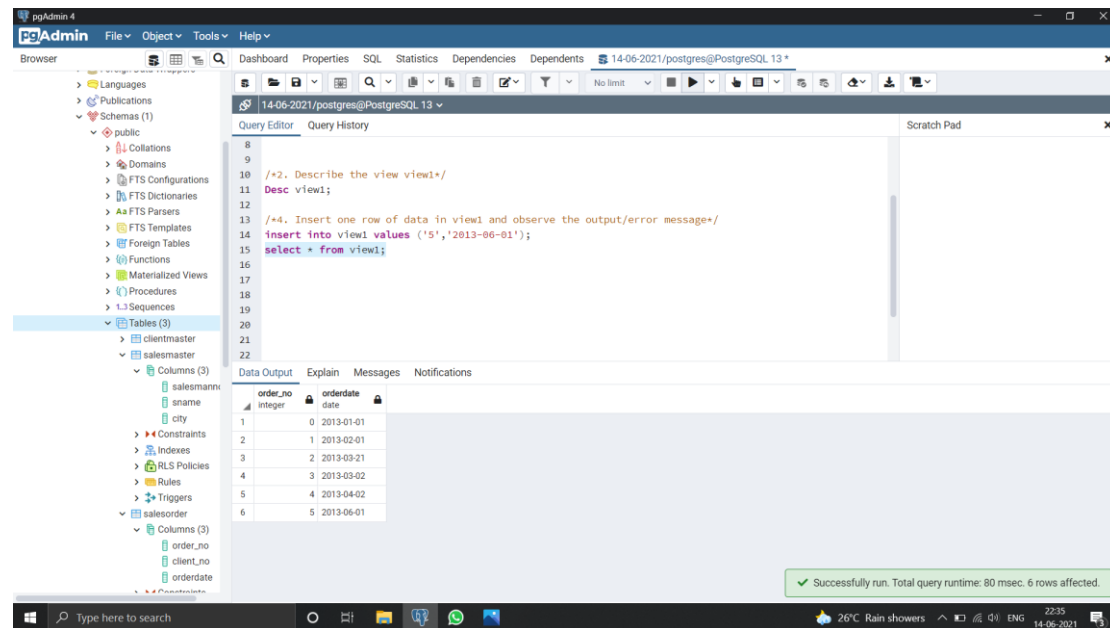 pgAdmin 4
pgAdmin File Object Tools Help
Browser Dashboard Properties SQL Statistics Dependencies Dependents 14-06-2021/postgres@PostgreSQL 13 *
No limit
14-06-2021/postgres@PostgreSQL 13
Query Editor Query History Scratch Pad
Languages
Publications
Schemas (1)
public
Collations
Domains
FTS Configurations
FTS Dictionaries
Aa FTS Parsers
FTS Templates
Foreign Tables
Functions
Materialized Views
Procedures
1..3 Sequences
Tables (3)
clientmaster
salesmaster
Columns (3)
salesmanno
sname
city
Constraints
Indexes
RLS Policies
Rules
Triggers
salesorder
Columns (3)
order_no
client_no
orderdate
8
9
10 /*2. Describe the view view1*/
11 Desc view1;
12
13 /*4. Insert one row of data in view1 and observe the output/error message*/
14 insert into view1 values ('5','2013-06-01');
15 select * from view1;
16
17
18
19
20
21
22
Data Output Explain Messages Notifications
order_no integer orderdate date
1 0 2013-01-01
2 1 2013-02-01
3 2 2013-03-21
4 3 2013-03-02
5 4 2013-04-02
6 5 2013-06-01
Successfully run. Total query runtime: 80 msec. 6 rows affected.
Type here to search 26°C Rain showers ENG 22:35
14-06-2021 3